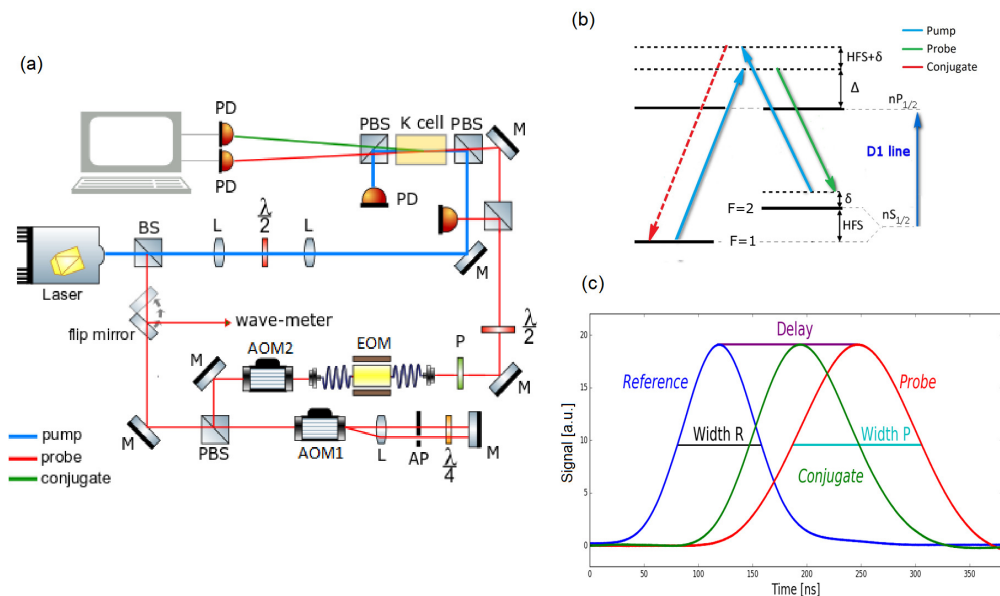 (a)
PD
PD
PBS
K cell
PBS
M
PD
BS
L
λ/2
L
M
Laser
flip mirror
wave-meter
λ/2
M
AOM2
EOM
P
M
M
PBS
AOM1
L
AP
λ/4
M
pump
probe
conjugate
(b)
Pump
Probe
Conjugate
HFS+δ
Δ
nP1/2
D1 line
F=2
δ
nS1/2
HFS
F=1
(c)
Delay
Reference
Probe
Width R
Width P
Conjugate
Signal [a.u.]
20
15
10
5
0
0
50
100
150
200
250
300
350
Time [ns]